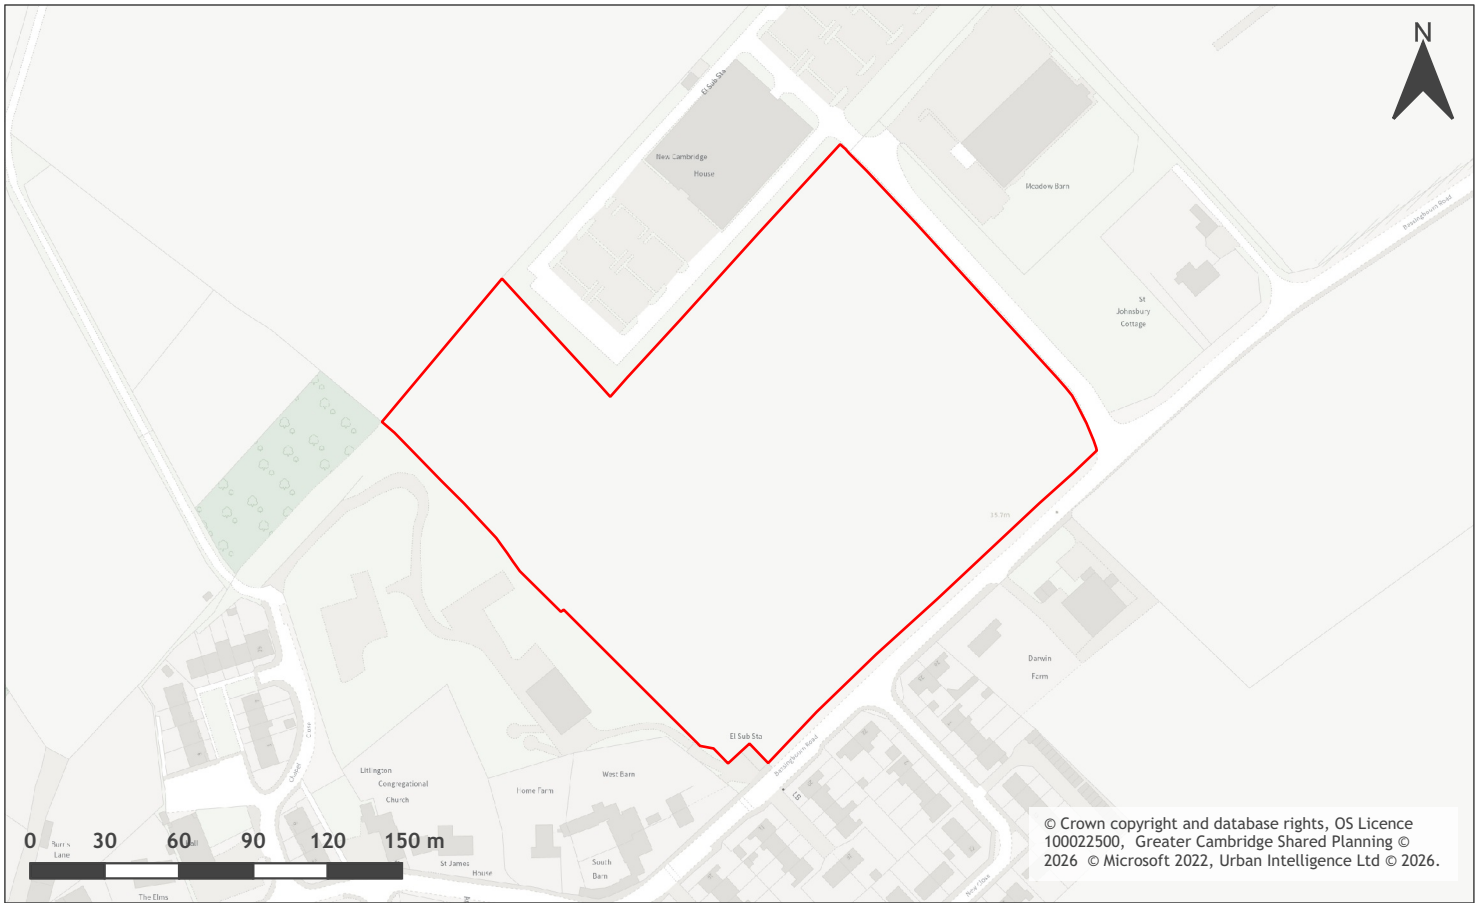 N
El Sub Sta
New Cambridge
House
Meadow Barn
Bassingbourn Road
St
Johnsbury
Cottage
Darwin
Farm
El Sub Sta
Bassingbourn Road
West Barn
Home Farm
Litlington
Congregational
Church
Chapel
Close
South
Barn
St James
House
The Elms
Lane
0 30 60 90 120 150 m
© Crown copyright and database rights, OS Licence
100022500, Greater Cambridge Shared Planning ©
2026 © Microsoft 2022, Urban Intelligence Ltd © 2026.